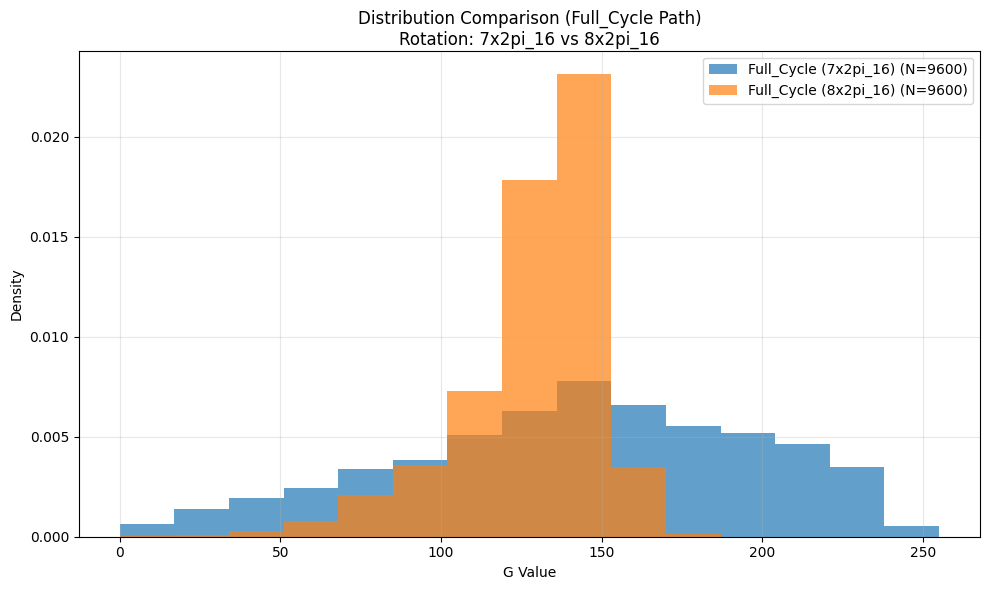 Distribution Comparison (Full_Cycle Path)
Rotation: 7x2pi_16 vs 8x2pi_16
Full_Cycle (7x2pi_16) (N=9600)
Full_Cycle (8x2pi_16) (N=9600)
Density
0.020
0.015
0.010
0.005
0.000
0 50 100 150 200 250
G Value